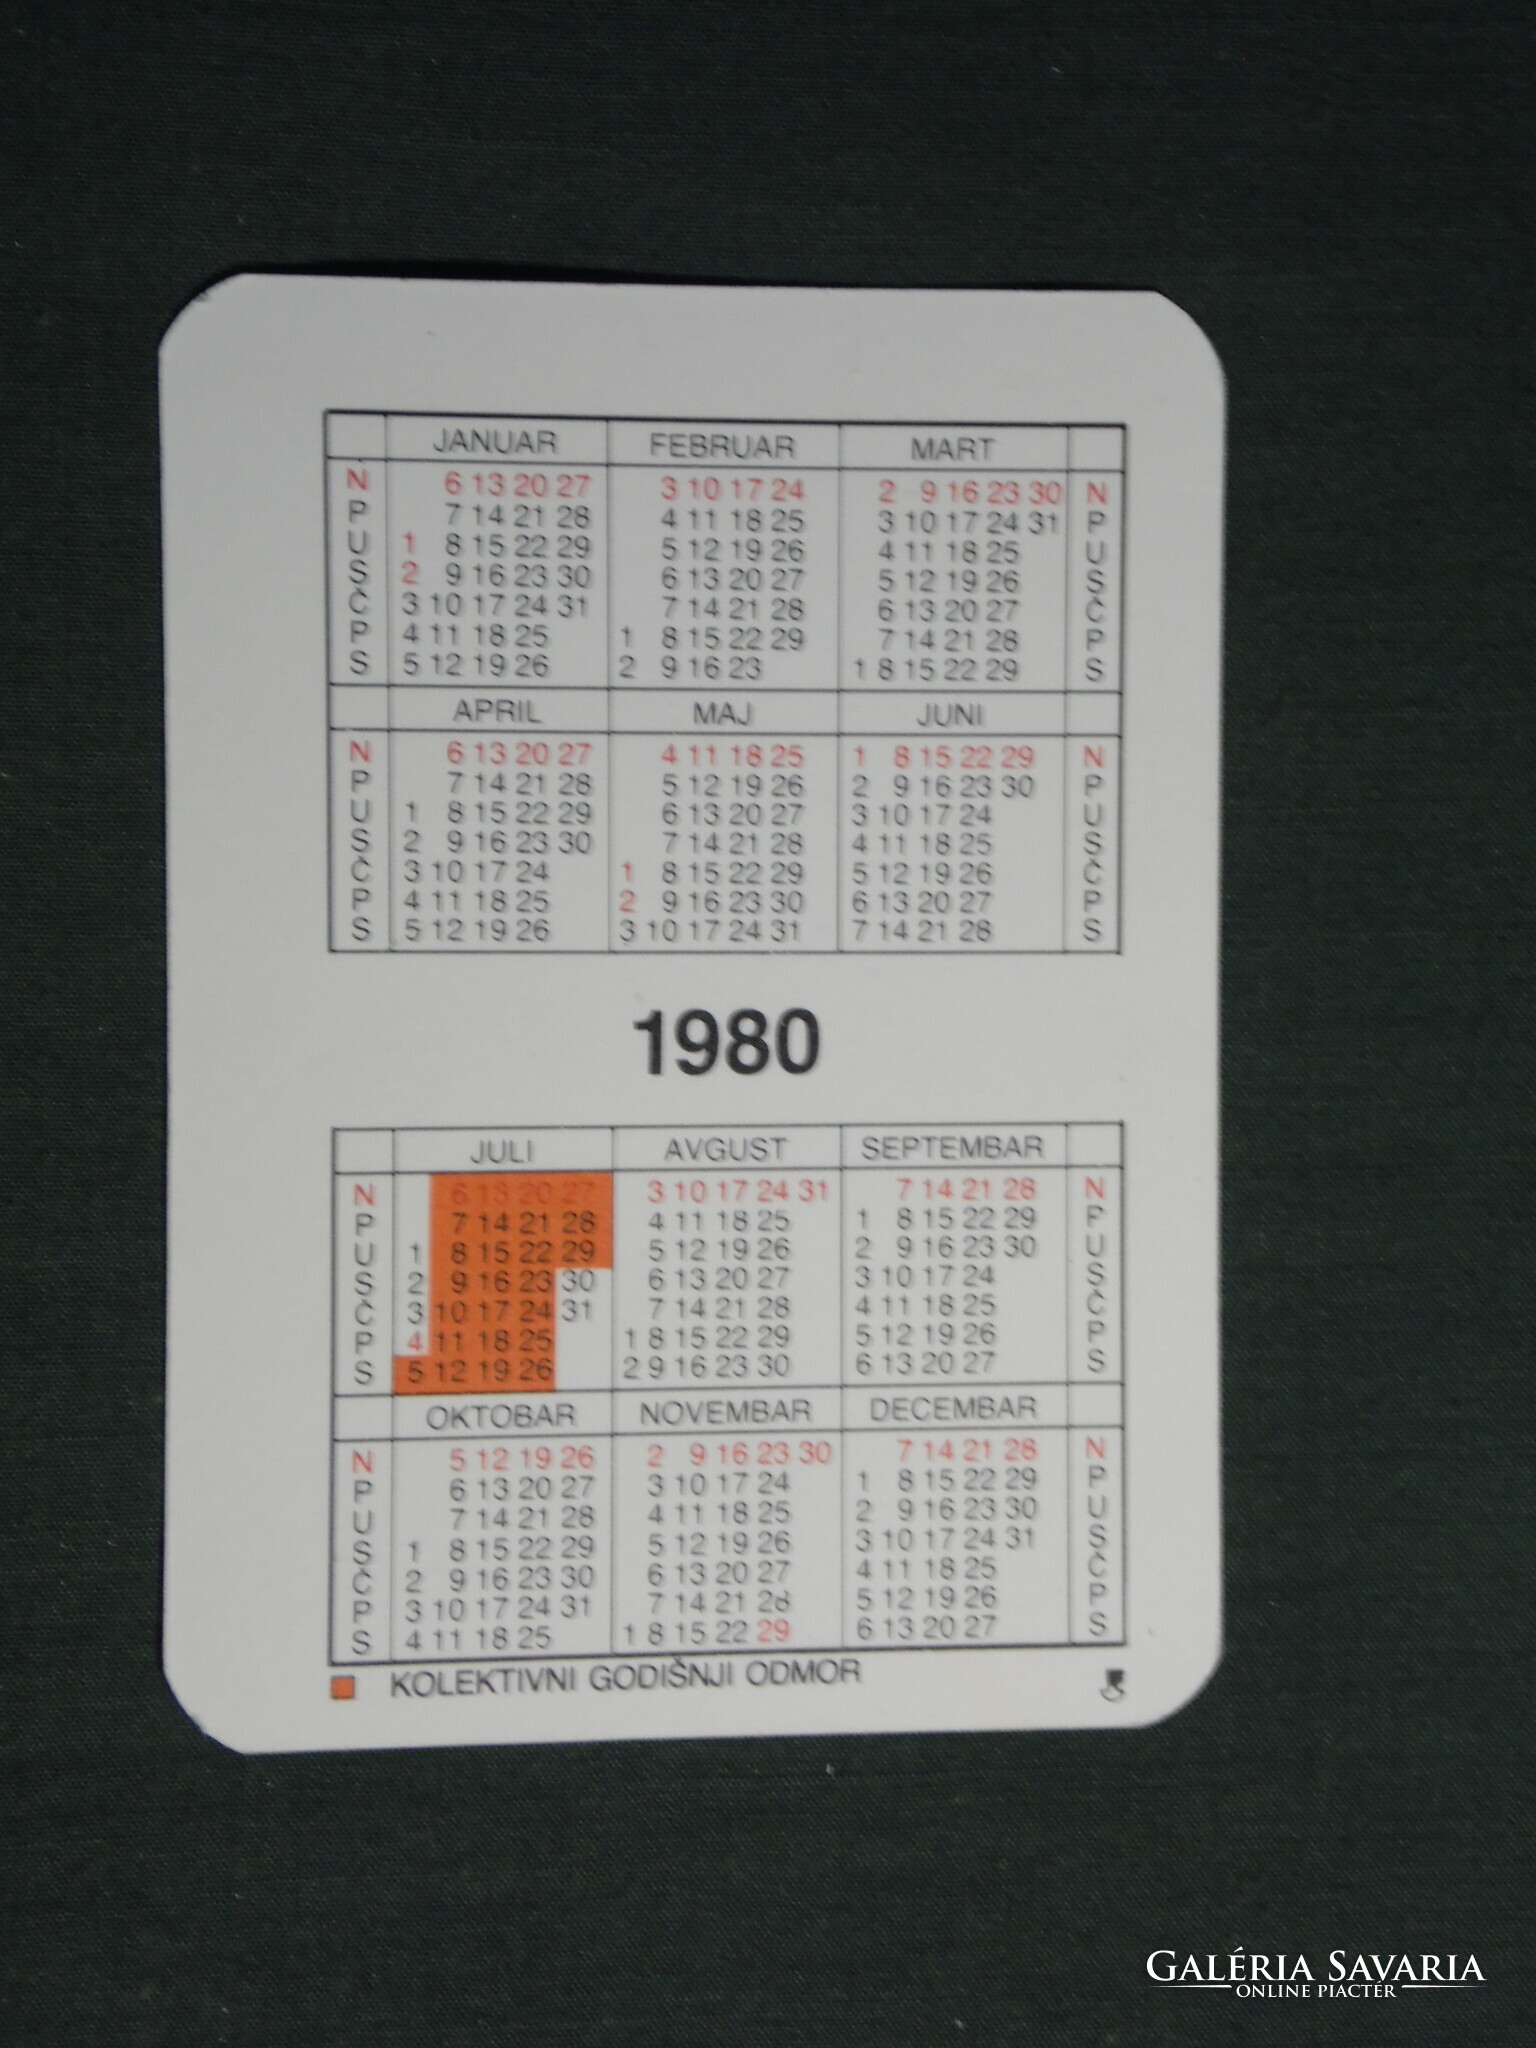 JANUAR FEBRUAR MART
N 6 13 20 27 3 10 17 24 2 9 16 23 30 N
P 7 14 21 28 4 11 18 25 3 10 17 24 31 P
U 1 8 15 22 29 5 12 19 26 4 11 18 25 U
S 2 9 16 23 30 6 13 20 27 5 12 19 26 S
Č 3 10 17 24 31 7 14 21 28 6 13 20 27 Č
P 4 11 18 25 1 8 15 22 29 7 14 21 28 P
S 5 12 19 26 2 9 16 23 1 8 15 22 29 S
APRIL MAJ JUNI
N 6 13 20 27 4 11 18 25 1 8 15 22 29 N
P 7 14 21 28 5 12 19 26 2 9 16 23 30 P
U 1 8 15 22 29 6 13 20 27 3 10 17 24 U
S 2 9 16 23 30 7 14 21 28 4 11 18 25 S
Č 3 10 17 24 1 8 15 22 29 5 12 19 26 Č
P 4 11 18 25 2 9 16 23 30 6 13 20 27 P
S 5 12 19 26 3 10 17 24 31 7 14 21 28 S
1980
JULI AVGUST SEPTEMBAR
N 6 13 20 27 3 10 17 24 31 7 14 21 28 N
P 7 14 21 28 4 11 18 25 1 8 15 22 29 P
U 1 8 15 22 29 5 12 19 26 2 9 16 23 30 U
S 2 9 16 23 30 6 13 20 27 3 10 17 24 S
Č 3 10 17 24 31 7 14 21 28 4 11 18 25 Č
P 4 11 18 25 1 8 15 22 29 5 12 19 26 P
S 5 12 19 26 2 9 16 23 30 6 13 20 27 S
OKTOBAR NOVEMBAR DECEMBAR
N 5 12 19 26 2 9 16 23 30 7 14 21 28 N
P 6 13 20 27 3 10 17 24 1 8 15 22 29 P
U 7 14 21 28 4 11 18 25 2 9 16 23 30 U
S 1 8 15 22 29 5 12 19 26 3 10 17 24 31 S
Č 2 9 16 23 30 6 13 20 27 4 11 18 25 Č
P 3 10 17 24 31 7 14 21 28 5 12 19 26 P
S 4 11 18 25 1 8 15 22 29 6 13 20 27 S
KOLEKTIVNI GODIŠNJI ODMOR
GALÉRIA SAVARIA
ONLINE PIACTÉR